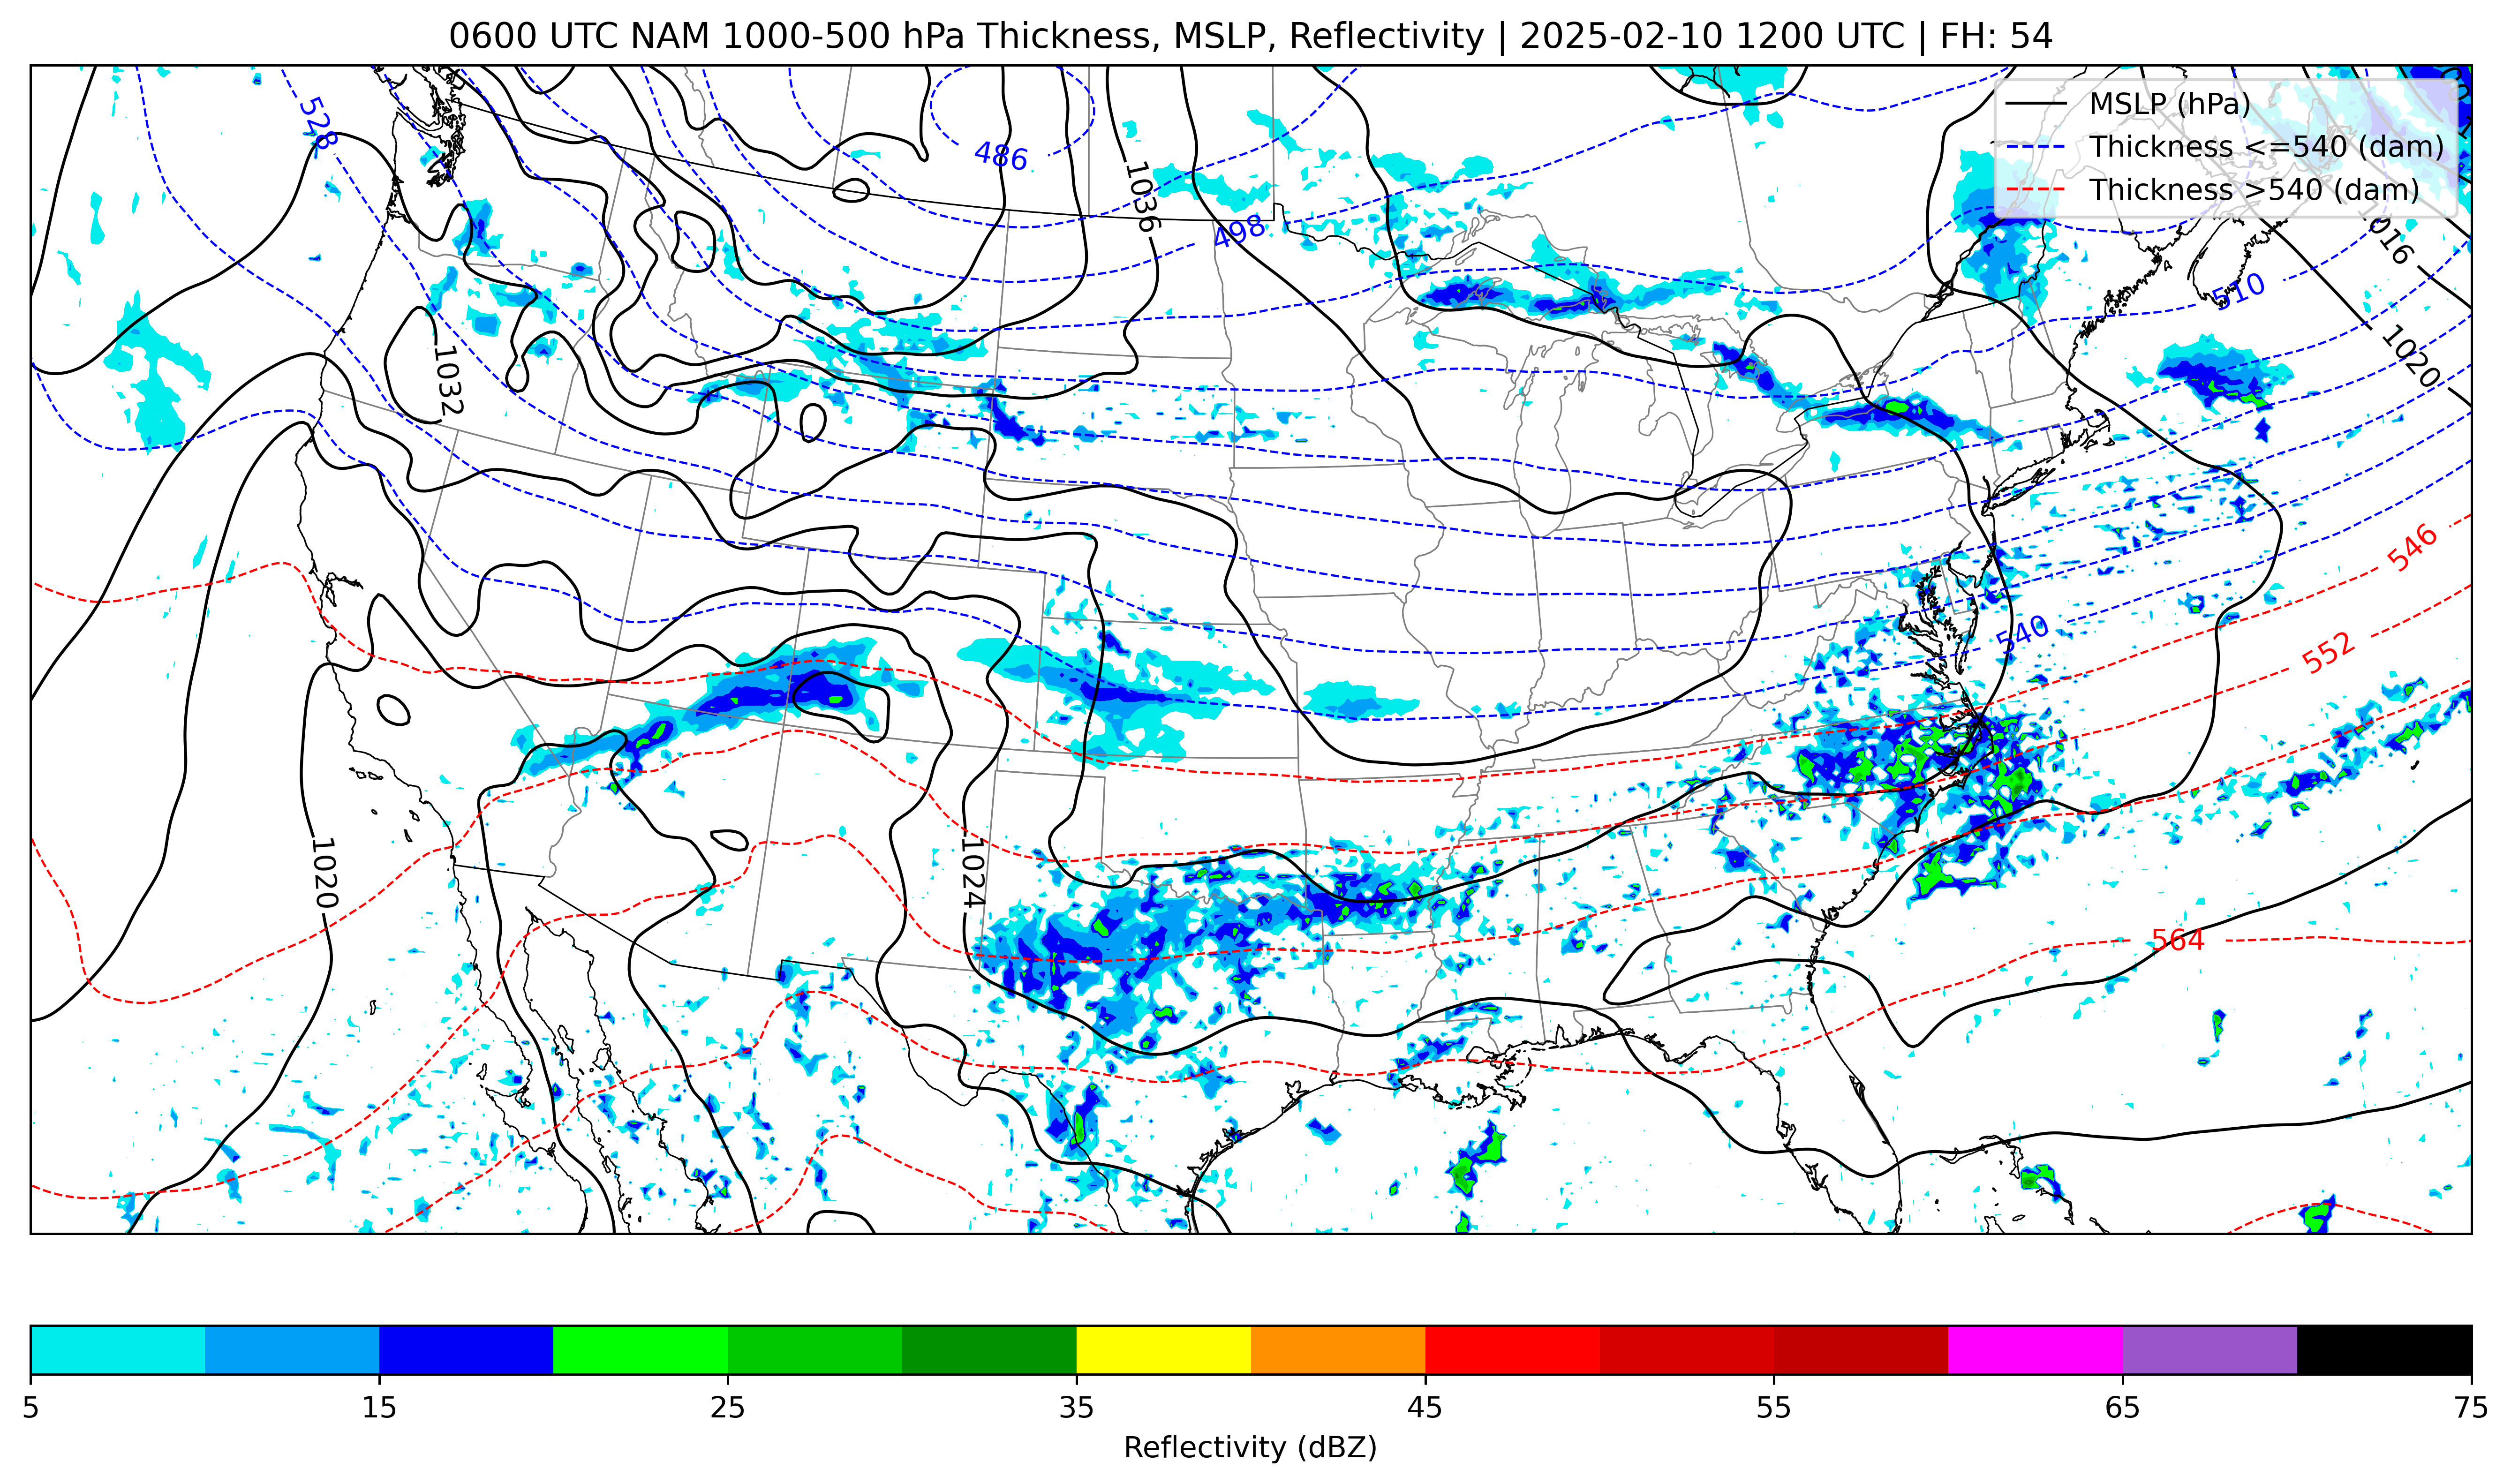 0600 UTC NAM 1000-500 hPa Thickness, MSLP, Reflectivity | 2025-02-10 1200 UTC | FH: 54
MSLP (hPa)
Thickness <=540 (dam)
Thickness >540 (dam)
528
486
1036
498
1016
510
1020
1032
546
540
552
1020
1024
564
5 15 25 35 45 55 65 75
Reflectivity (dBZ)